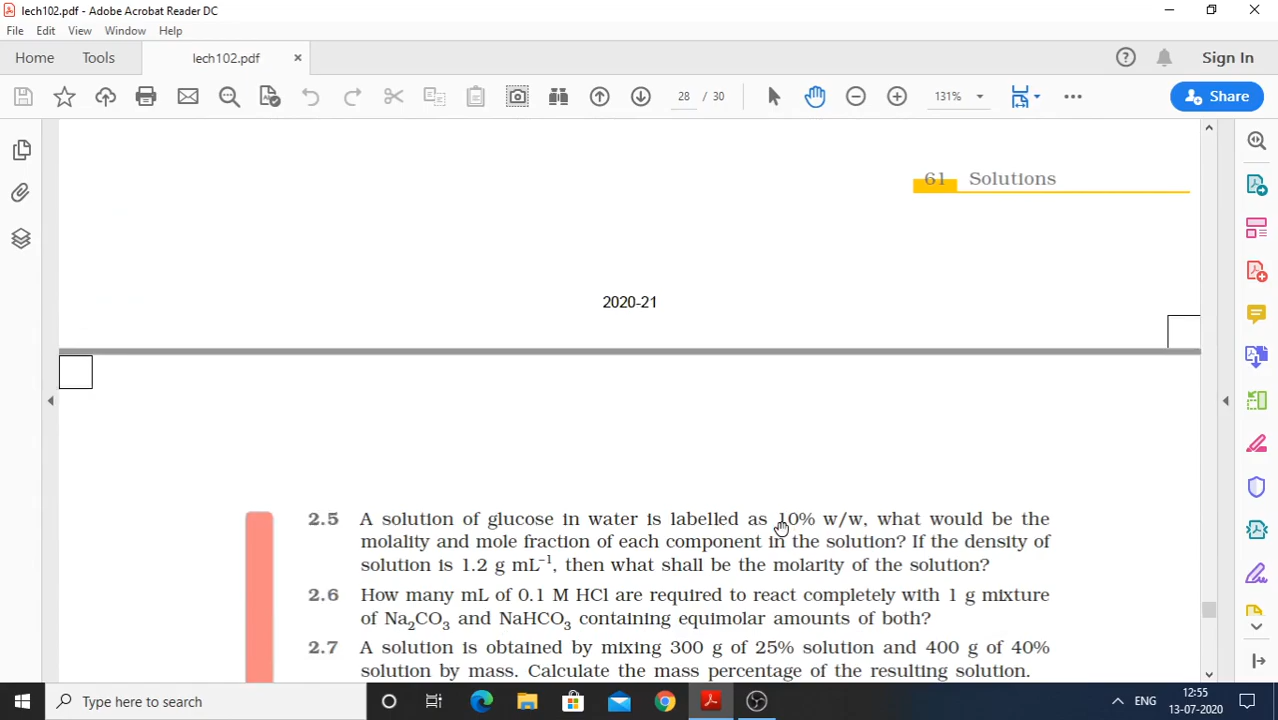 lech102.pdf - Adobe Acrobat Reader DC
File Edit View Window Help
Home Tools lech102.pdf × Sign In
28 / 30 131% Share
61 Solutions
2020-21
2.5 A solution of glucose in water is labelled as 10% w/w, what would be the
molality and mole fraction of each component in the solution? If the density of
solution is 1.2 g mL⁻¹, then what shall be the molarity of the solution?
2.6 How many mL of 0.1 M HCl are required to react completely with 1 g mixture
of Na₂CO₃ and NaHCO₃ containing equimolar amounts of both?
2.7 A solution is obtained by mixing 300 g of 25% solution and 400 g of 40%
solution by mass. Calculate the mass percentage of the resulting solution.
Type here to search ENG 12:55
13-07-2020